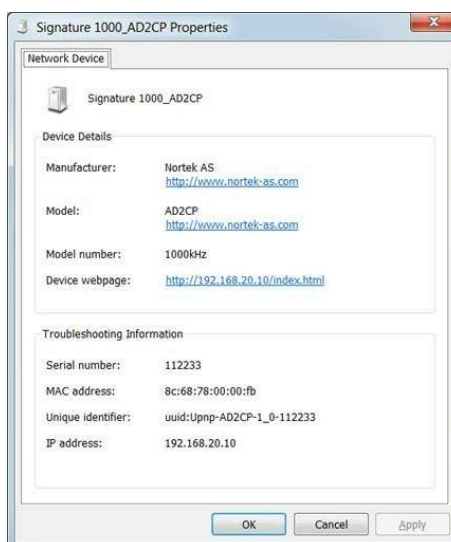 Signature 1000_AD2CP Properties
Network Device
Signature 1000_AD2CP
Device Details
Manufacturer: Nortek AS
http://www.nortek-as.com
Model: AD2CP
http://www.nortek-as.com
Model number: 1000kHz
Device webpage: http://192.168.20.10/index.html
Troubleshooting Information
Serial number: 112233
MAC address: 8c:68:78:00:00:fb
Unique identifier: uuid:Upnp-AD2CP-1_0-112233
IP address: 192.168.20.10
OK Cancel Apply